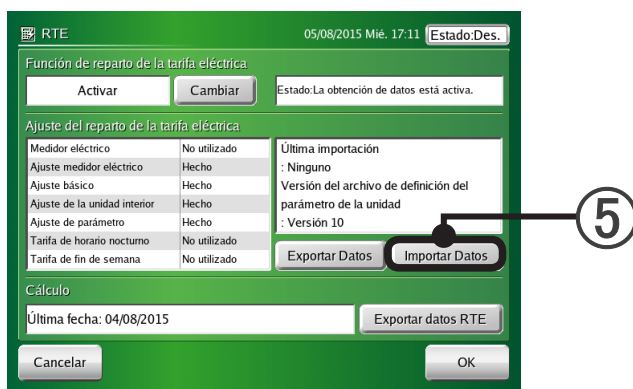 RTE 05/08/2015 Mié. 17:11 Estado:Des.
Función de reparto de la tarifa eléctrica
Activar Cambiar Estado:La obtención de datos está activa.
Ajuste del reparto de la tarifa eléctrica
Medidor eléctrico No utilizado
Ajuste medidor eléctrico Hecho
Ajuste básico Hecho
Ajuste de la unidad interior Hecho
Ajuste de parámetro Hecho
Tarifa de horario nocturno No utilizado
Tarifa de fin de semana No utilizado
Última importación
: Ninguno
Versión del archivo de definición del
parámetro de la unidad
: Versión 10
Exportar Datos Importar Datos
5
Cálculo
Última fecha: 04/08/2015 Exportar datos RTE
Cancelar OK